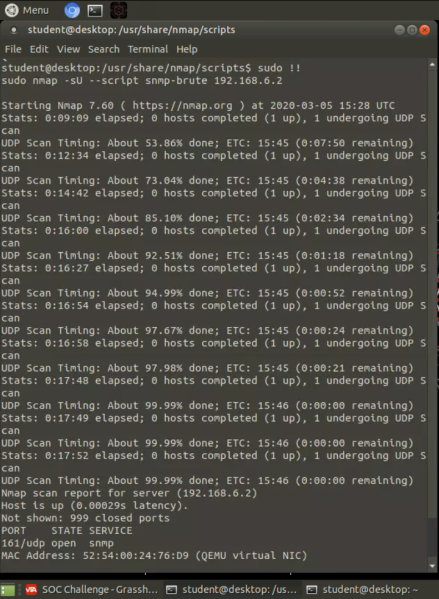 Menu
student@desktop: /usr/share/nmap/scripts
File Edit View Search Terminal Help
student@desktop:/usr/share/nmap/scripts$ sudo !!
sudo nmap -sU --script snmp-brute 192.168.6.2
Starting Nmap 7.60 ( https://nmap.org ) at 2020-03-05 15:28 UTC
Stats: 0:09:09 elapsed; 0 hosts completed (1 up), 1 undergoing UDP S
can
UDP Scan Timing: About 53.86% done; ETC: 15:45 (0:07:50 remaining)
Stats: 0:12:34 elapsed; 0 hosts completed (1 up), 1 undergoing UDP S
can
UDP Scan Timing: About 73.04% done; ETC: 15:45 (0:04:38 remaining)
Stats: 0:14:42 elapsed; 0 hosts completed (1 up), 1 undergoing UDP S
can
UDP Scan Timing: About 85.10% done; ETC: 15:45 (0:02:34 remaining)
Stats: 0:16:00 elapsed; 0 hosts completed (1 up), 1 undergoing UDP S
can
UDP Scan Timing: About 92.51% done; ETC: 15:45 (0:01:18 remaining)
Stats: 0:16:27 elapsed; 0 hosts completed (1 up), 1 undergoing UDP S
can
UDP Scan Timing: About 94.99% done; ETC: 15:45 (0:00:52 remaining)
Stats: 0:16:54 elapsed; 0 hosts completed (1 up), 1 undergoing UDP S
can
UDP Scan Timing: About 97.67% done; ETC: 15:45 (0:00:24 remaining)
Stats: 0:16:58 elapsed; 0 hosts completed (1 up), 1 undergoing UDP S
can
UDP Scan Timing: About 97.98% done; ETC: 15:45 (0:00:21 remaining)
Stats: 0:17:48 elapsed; 0 hosts completed (1 up), 1 undergoing UDP S
can
UDP Scan Timing: About 99.99% done; ETC: 15:46 (0:00:00 remaining)
Stats: 0:17:49 elapsed; 0 hosts completed (1 up), 1 undergoing UDP S
can
UDP Scan Timing: About 99.99% done; ETC: 15:46 (0:00:00 remaining)
Stats: 0:17:52 elapsed; 0 hosts completed (1 up), 1 undergoing UDP S
can
UDP Scan Timing: About 99.99% done; ETC: 15:46 (0:00:00 remaining)
Nmap scan report for server (192.168.6.2)
Host is up (0.00029s latency).
Not shown: 999 closed ports
PORT STATE SERVICE
161/udp open snmp
MAC Address: 52:54:00:24:76:D9 (QEMU virtual NIC)
SOC Challenge - Grassh... student@desktop: /us... student@desktop: ~